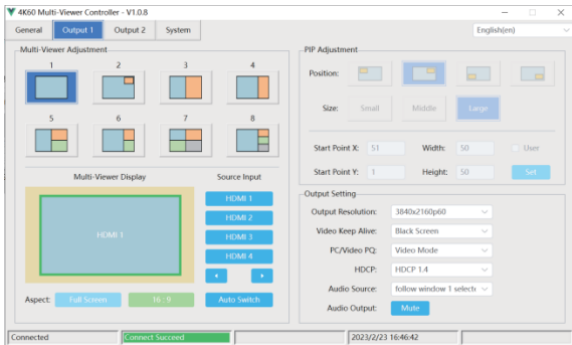 4K60 Multi-Viewer Controller - V1.0.8
General Output 1 Output 2 System English(en)
Multi-Viewer Adjustment
1 2 3 4
5 6 7 8
Multi-Viewer Display Source Input
HDMI 1
HDMI 1
HDMI 2
HDMI 3
HDMI 4
Aspect: Full Screen 16 : 9 Auto Switch
PIP Adjustment
Position:
Size: Small Middle Large
Start Point X: 51 Width: 50 User
Start Point Y: 1 Height: 50 Set
Output Setting
Output Resolution: 3840x2160p60
Video Keep Alive: Black Screen
PC/Video PQ: Video Mode
HDCP: HDCP 1.4
Audio Source: follow window 1 selecti
Audio Output: Mute
Connected Connect Succeed 2023/2/23 16:46:42